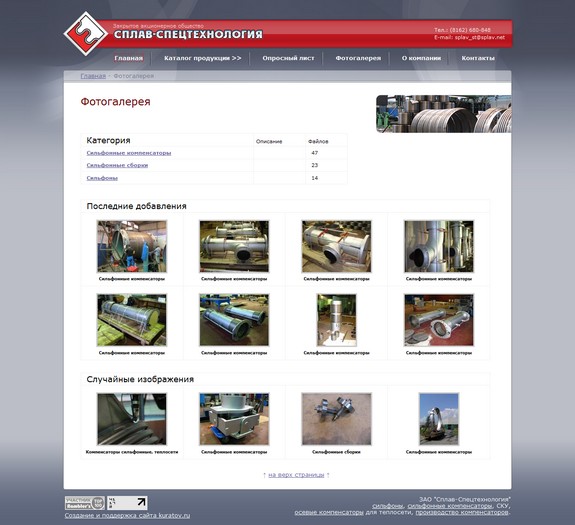 Закрытое акционерное общество
СПЛАВ-СПЕЦТЕХНОЛОГИЯ
Тел.: (8162) 680-848
E-mail: splav_st@splav.net
Главная Каталог продукции >> Опросный лист Фотогалерея О компании Контакты
Главная - Фотогалерея
Фотогалерея
Категория Описание Файлов
Сильфонные компенсаторы 47
Сильфонные сборки 23
Сильфоны 14
Последние добавления
Сильфонные компенсаторы Сильфонные компенсаторы Сильфонные компенсаторы Сильфонные компенсаторы
Сильфонные компенсаторы Сильфонные компенсаторы Сильфонные компенсаторы Сильфонные компенсаторы
Случайные изображения
Компенсаторы сильфонные, теплосети Сильфонные компенсаторы Сильфонные сборки Сильфонные компенсаторы
↑ на верх страницы ↑
УЧАСТНИК
Rambler's
TOP 100
Создание и поддержка сайта kuratov.ru
ЗАО "Сплав-Спецтехнология"
сильфоны, сильфонные компенсаторы, СКУ,
осевые компенсаторы для теплосети, производство компенсаторов.